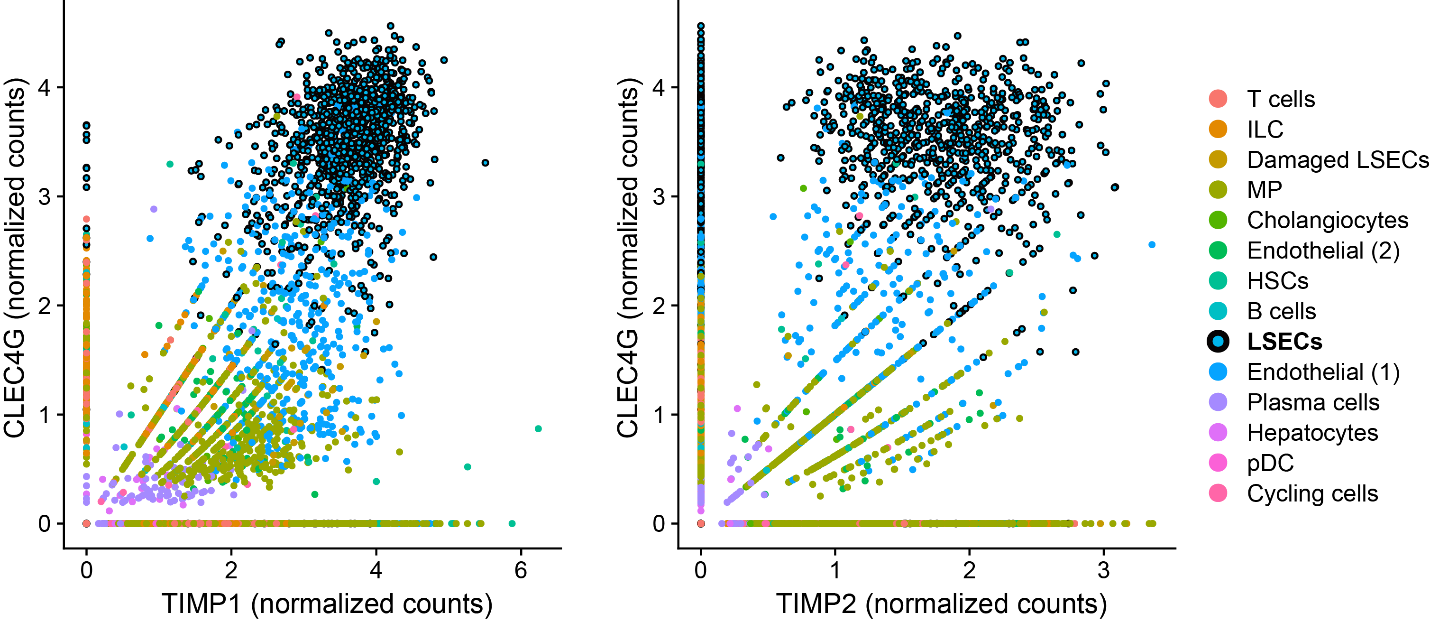 CLEC4G (normalized counts)
4
3
2
1
0
0 2 4 6
TIMP1 (normalized counts)
CLEC4G (normalized counts)
4
3
2
1
0
0 1 2 3
TIMP2 (normalized counts)
T cells
ILC
Damaged LSECs
MP
Cholangiocytes
Endothelial (2)
HSCs
B cells
LSECs
Endothelial (1)
Plasma cells
Hepatocytes
pDC
Cycling cells